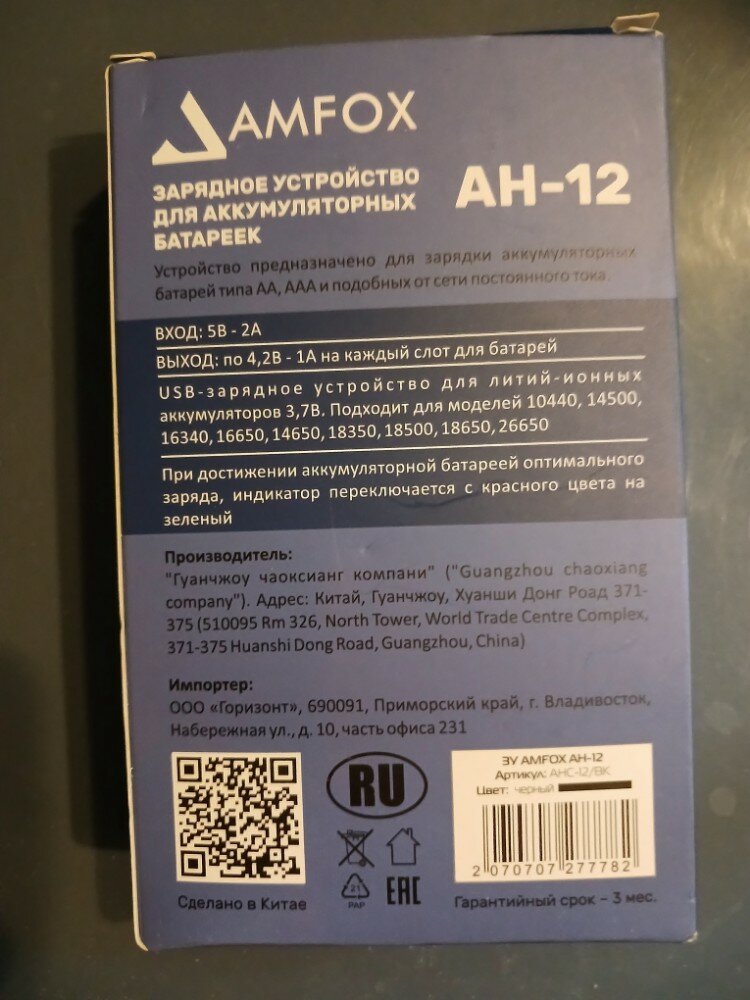 AMFOX
ЗАРЯДНОЕ УСТРОЙСТВО
ДЛЯ АККУМУЛЯТОРНЫХ
БАТАРЕЕК
АН-12
Устройство предназначено для зарядки аккумуляторных
батарей типа АА, ААА и подобных от сети постоянного тока.
ВХОД: 5В - 2А
ВЫХОД: по 4,2В - 1А на каждый слот для батарей
USB-зарядное устройство для литий-ионных
аккумуляторов 3,7В. Подходит для моделей 10440, 14500,
16340, 16650, 14650, 18350, 18500, 18650, 26650
При достижении аккумуляторной батареей оптимального
заряда, индикатор переключается с красного цвета на
зеленый
Производитель:
"Гуанчжоу чаоксианг компани" ("Guangzhou chaoxiang
company"). Адрес: Китай, Гуанчжоу, Хуанши Донг Роад 371-
375 (510095 Rm 326, North Tower, World Trade Centre Complex,
371-375 Huanshi Dong Road, Guangzhou, China)
Импортер:
ООО «Горизонт», 690091, Приморский край, г. Владивосток,
Набережная ул., д. 10, часть офиса 231
RU
21
PAP
EAC
Сделано в Китае
ЗУ AMFOX AH-12
Артикул: AHC-12/BK
Цвет: черный
2 070707 277782
Гарантийный срок - 3 мес.